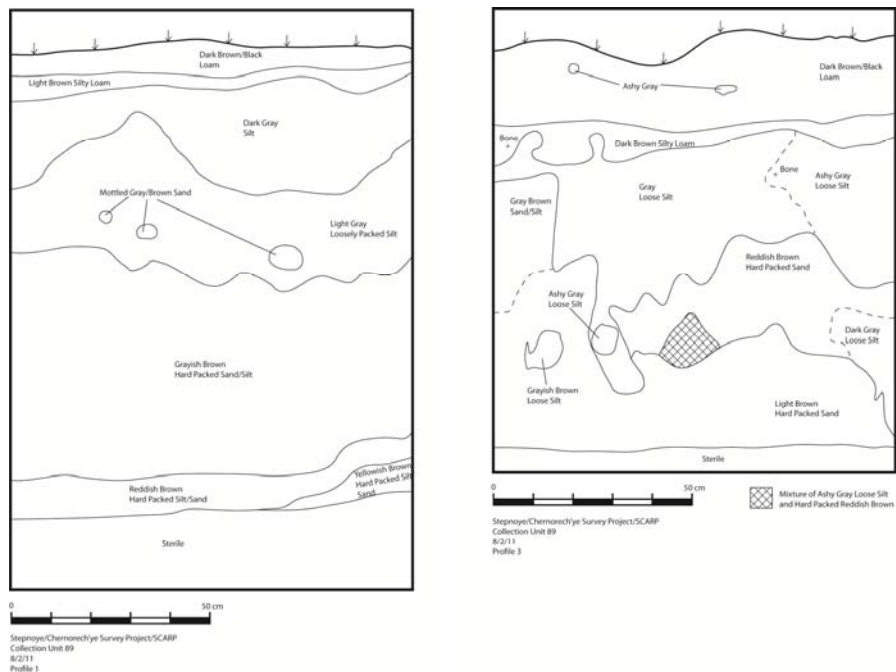 Dark Brown/Black
Loam
Light Brown Silty Loam
Dark Gray
Silt
Mottled Gray/Brown Sand
Light Gray
Loosely Packed Silt
Grayish Brown
Hard Packed Sand/Silt
Reddish Brown
Hard Packed Silt/Sand
Yellowish Brown
Hard Packed Silt
Sand
Sterile
0
50 cm
Stepnoye/Chernorech'ye Survey Project/SCARP
Collection Unit 89
8/2/11
Profile 1
Dark Brown/Black
Loam
Ashy Gray
Bone
Dark Brown Silty Loam
Gray
Loose Silt
Bone
Ashy Gray
Loose Silt
Gray Brown
Sand/Silt
Reddish Brown
Hard Packed Sand
Ashy Gray
Loose Silt
Dark Gray
Loose Silt
Grayish Brown
Loose Silt
Light Brown
Hard Packed Sand
Sterile
0
50 cm
Mixture of Ashy Gray Loose Silt
and Hard Packed Reddish Brown
Stepnoye/Chernorech'ye Survey Project/SCARP
Collection Unit 89
8/2/11
Profile 3